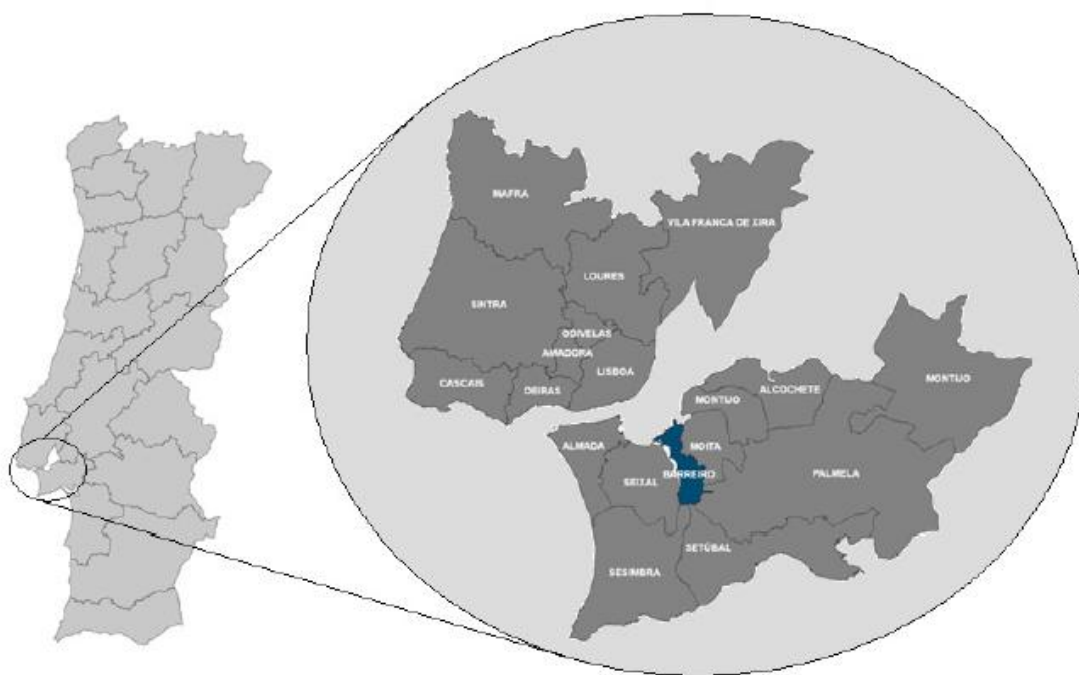 MAFRA
VILA FRANCA DE XIRA
LOURES
SINTRA
ODIVELAS
AMADORA
LISBOA
CASCAIS
OEIRAS
MONTIJO
ALCOCHETE
MONTIJO
ALMADA
MOITA
BARREIRO
PALMELA
SEIXAL
SETÚBAL
SESIMBRA